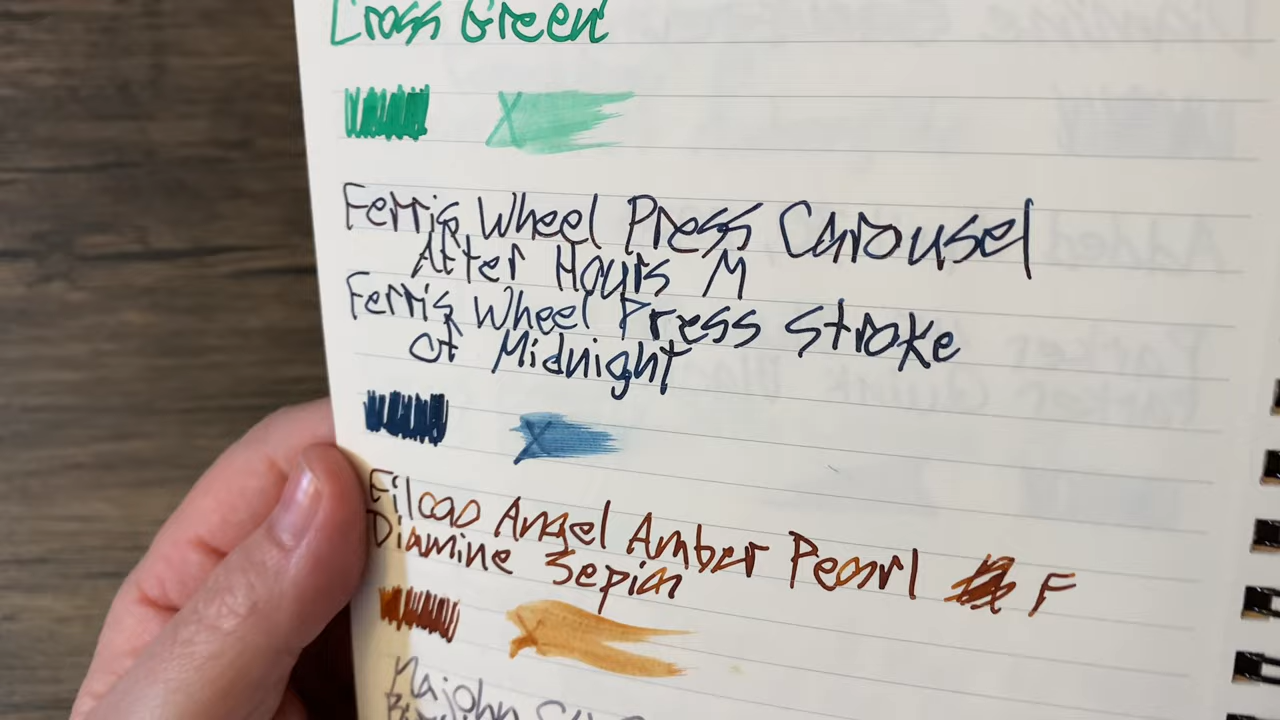 Cross Green
X
Ferris Wheel Press Carousel
After Hours M
Ferris Wheel Press Stroke
of Midnight
X
Filcao Angel Amber Pearl F
Diamine Sepia
X
Majohn